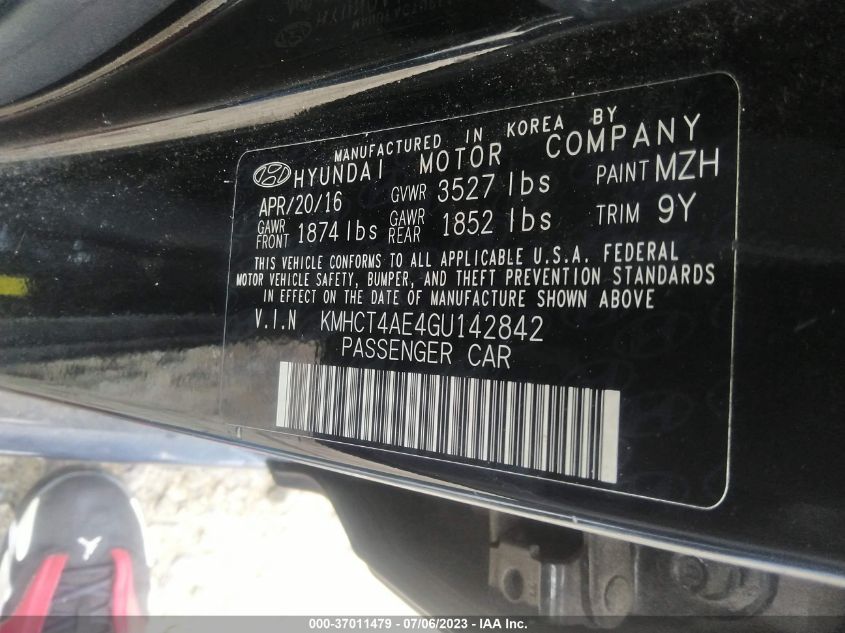 MANUFACTURED IN KOREA BY
HYUNDAI MOTOR COMPANY
APR/20/16 GVWR 3527 lbs PAINT MZH
GAWR FRONT 1874 lbs GAWR REAR 1852 lbs TRIM 9Y
THIS VEHICLE CONFORMS TO ALL APPLICABLE U.S.A. FEDERAL
MOTOR VEHICLE SAFETY, BUMPER, AND THEFT PREVENTION STANDARDS
IN EFFECT ON THE DATE OF MANUFACTURE SHOWN ABOVE
V.I.N KMHCT4AE4GU142842
PASSENGER CAR
000-37011479 - 07/06/2023 - IAA Inc.